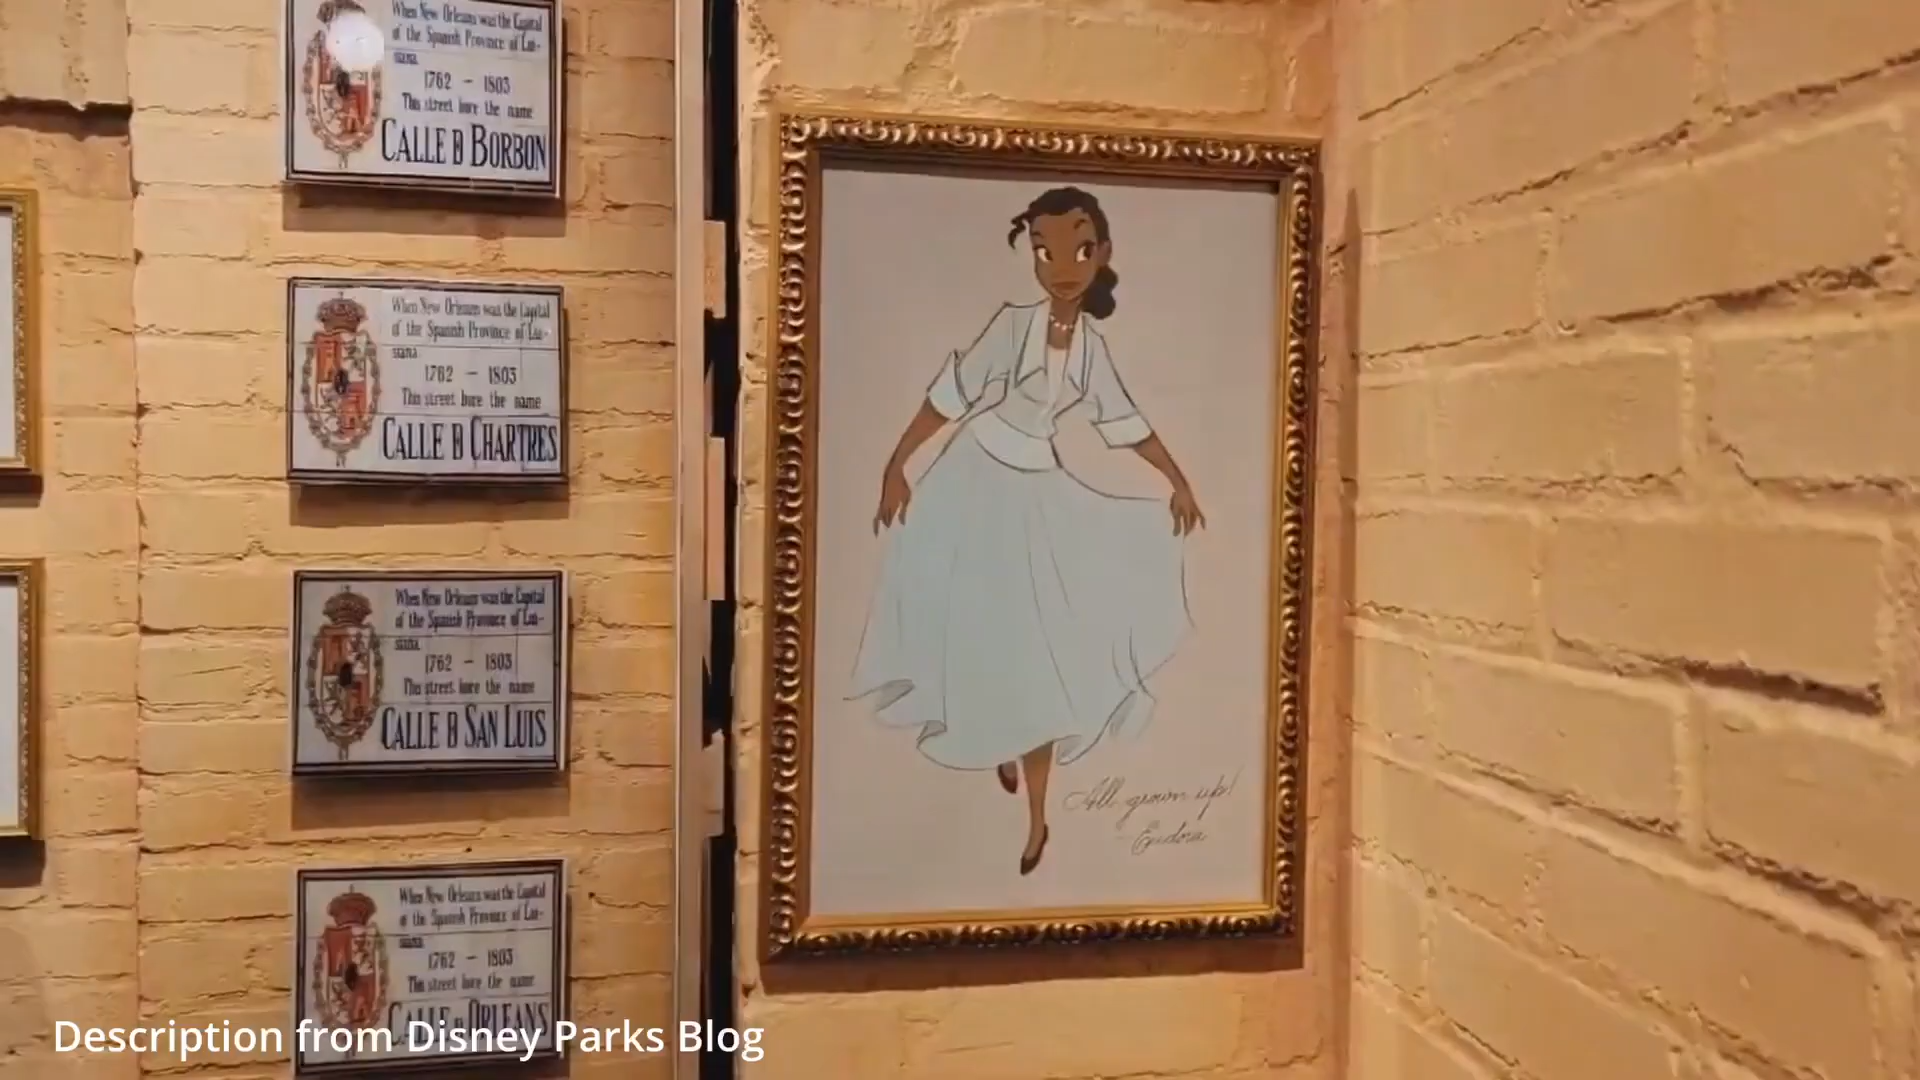 When New Orleans was the Capital
of the Spanish Province of Lou-
siana
1762 - 1803
This street bore the name
CALLE D BORBON
When New Orleans was the Capital
of the Spanish Province of Lou-
siana
1762 - 1803
This street bore the name
CALLE D CHARTRES
When New Orleans was the Capital
of the Spanish Province of Lou-
siana
1762 - 1803
This street bore the name
CALLE D SAN LUIS
When New Orleans was the Capital
of the Spanish Province of Lou-
siana
1762 - 1803
This street bore the name
CALLE D ORLEANS
All grown up!
- Eudora
Description from Disney Parks Blog